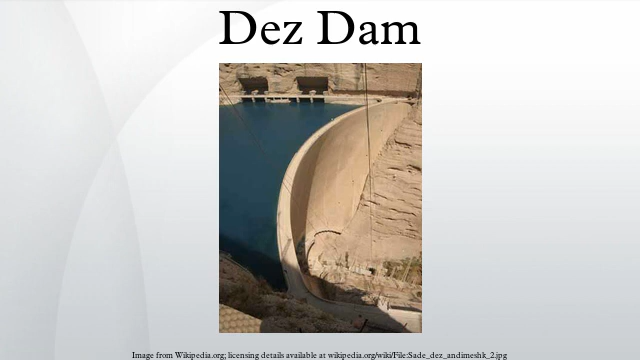 Dez Dam
Image from Wikipedia.org; licensing details available at wikipedia.org/wiki/File:Sade_dez_andimeshk_2.jpg